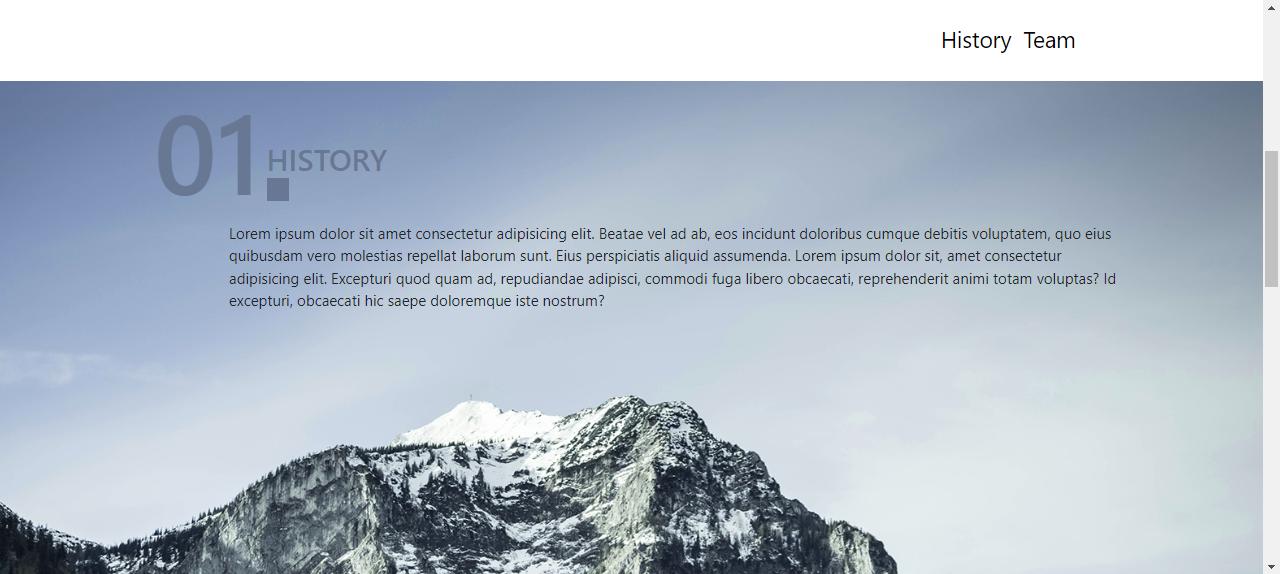 History Team
01. HISTORY
Lorem ipsum dolor sit amet consectetur adipisicing elit. Beatae vel ad ab, eos incidunt doloribus cumque debitis voluptatem, quo eius
quibusdam vero molestias repellat laborum sunt. Eius perspiciatis aliquid assumenda. Lorem ipsum dolor sit, amet consectetur
adipisicing elit. Excepturi quod quam ad, repudiandae adipisci, commodi fuga libero obcaecati, reprehenderit animi totam voluptas? Id
excepturi, obcaecati hic saepe doloremque iste nostrum?